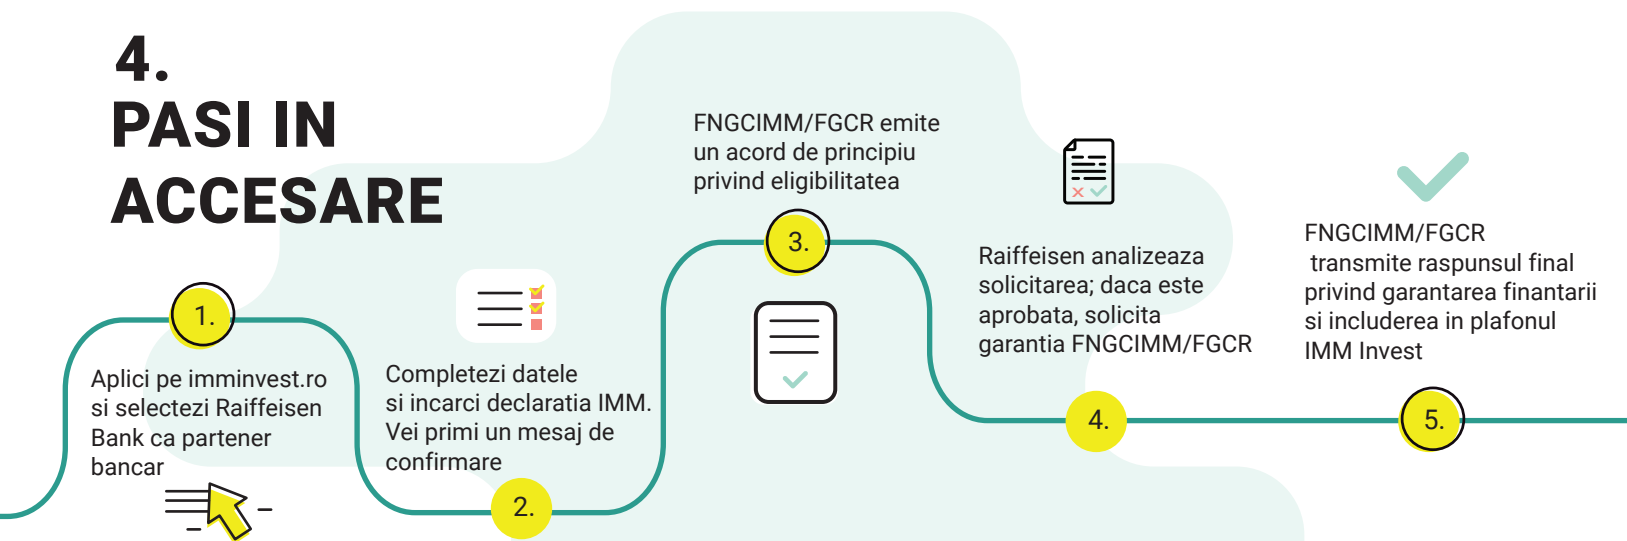 4.
PASI IN
ACCESARE
1.
Aplici pe imminvest.ro
si selectezi Raiffeisen
Bank ca partener
bancar
Completezi datele
si incarci declaratia IMM.
Vei primi un mesaj de
confirmare
2.
FNGCIMM/FGCR emite
un acord de principiu
privind eligibilitatea
3.
Raiffeisen analizeaza
solicitarea; daca este
aprobata, solicita
garantia FNGCIMM/FGCR
4.
FNGCIMM/FGCR
transmite raspunsul final
privind garantarea finantarii
si includerea in plafonul
IMM Invest
5.